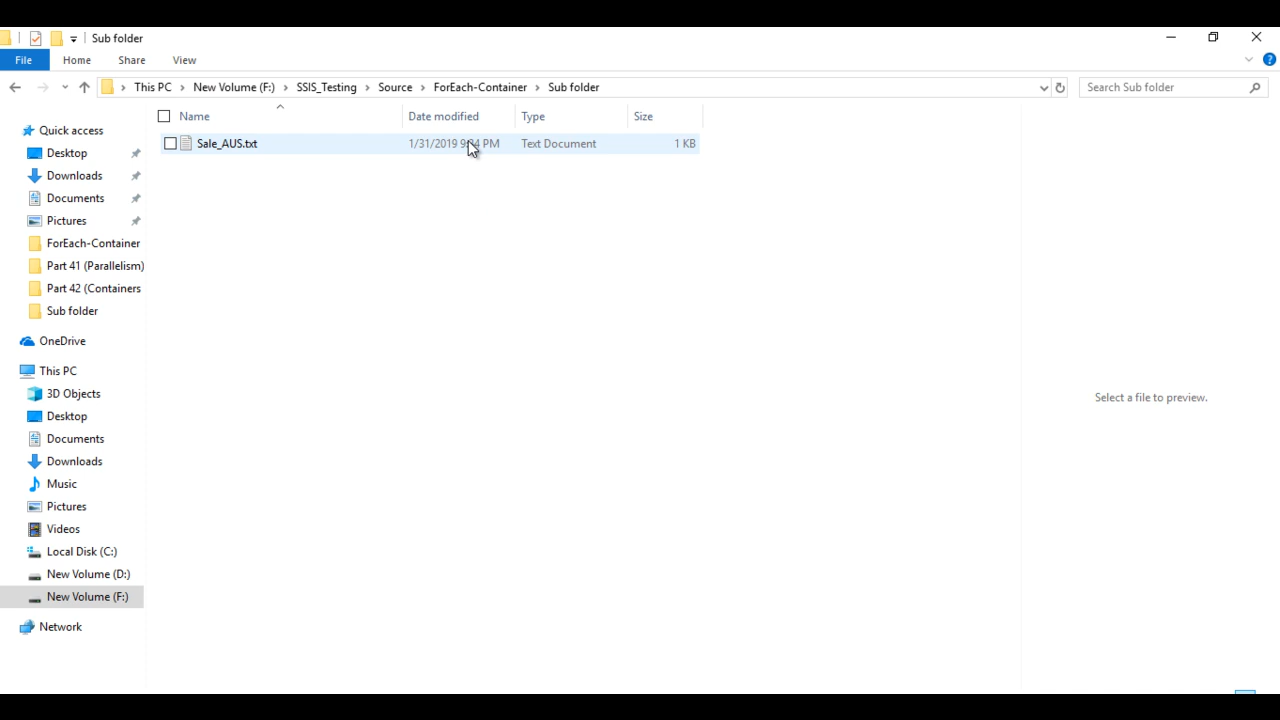 Sub folder
File Home Share View
This PC New Volume (F:) SSIS_Testing Source ForEach-Container Sub folder Search Sub folder
Name Date modified Type Size
Sale_AUS.txt 1/31/2019 PM Text Document 1 KB
Quick access
Desktop
Downloads
Documents
Pictures
ForEach-Container
Part 41 (Parallelism)
Part 42 (Containers
Sub folder
OneDrive
This PC
3D Objects
Desktop
Documents
Downloads
Music
Pictures
Videos
Local Disk (C:)
New Volume (D:)
New Volume (F:)
Network
Select a file to preview.